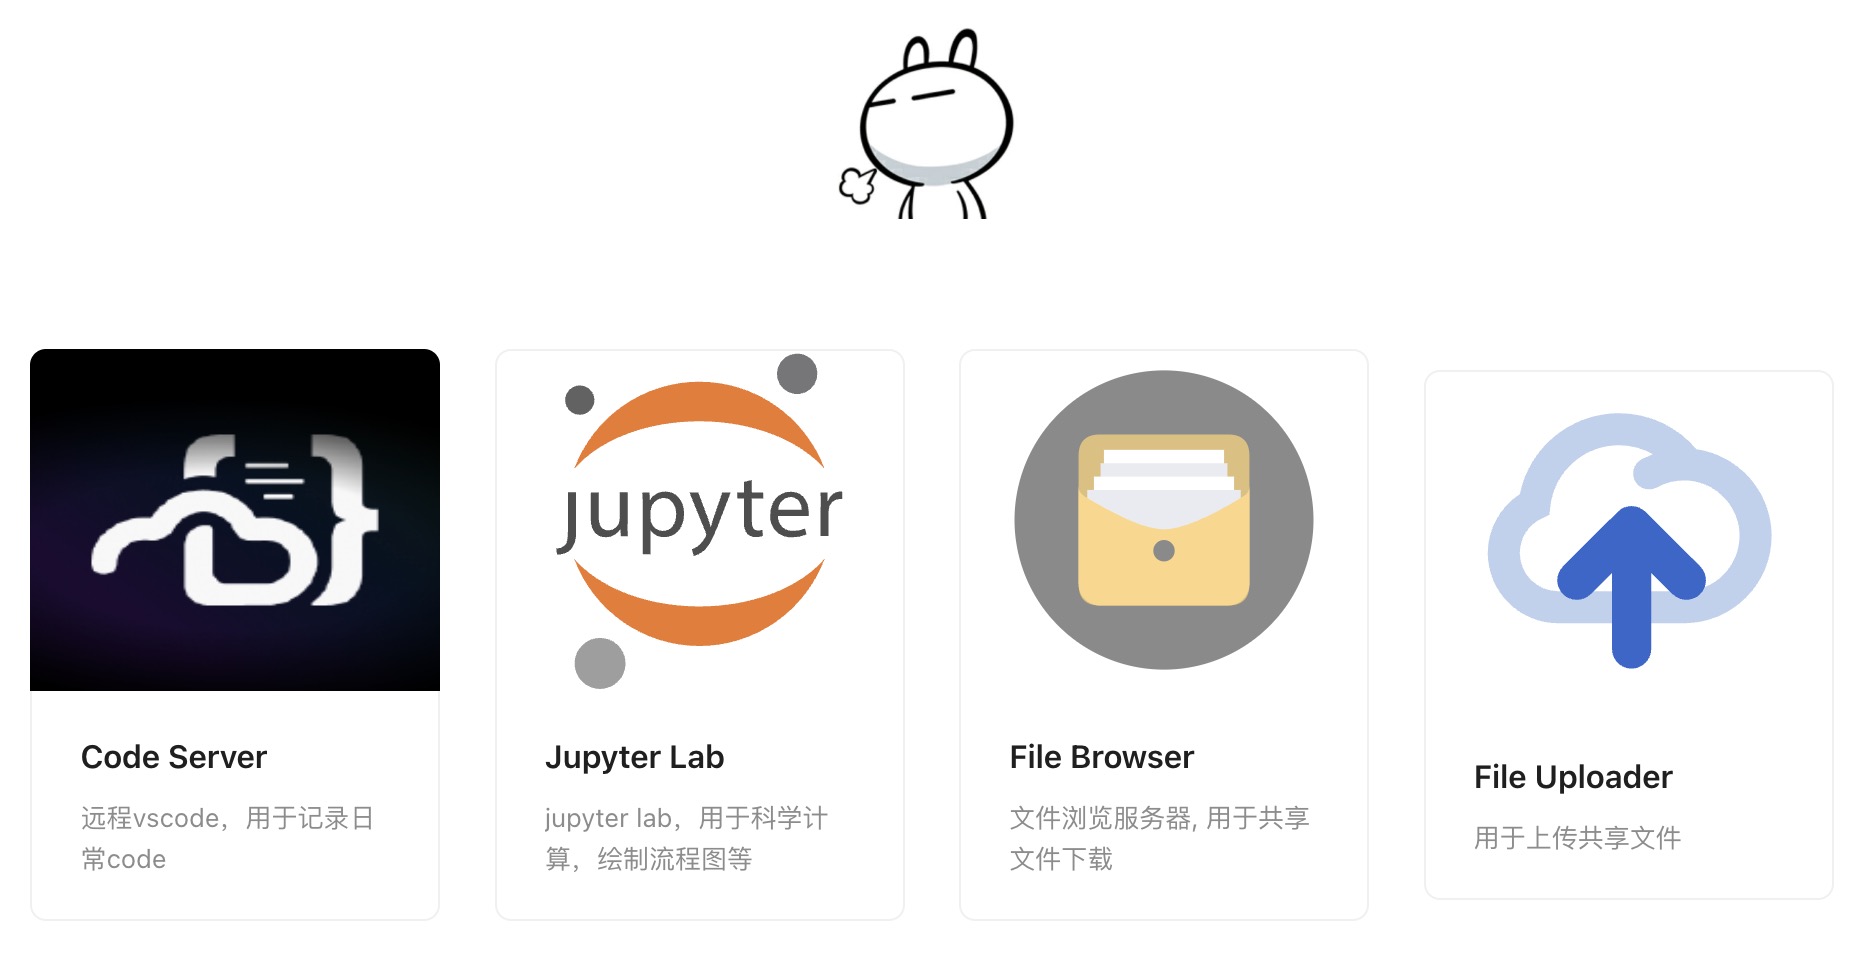 jupyter
Code Server
远程vscode，用于记录日
常code
Jupyter Lab
jupyter lab，用于科学计
算，绘制流程图等
File Browser
文件浏览服务器, 用于共享
文件下载
File Uploader
用于上传共享文件